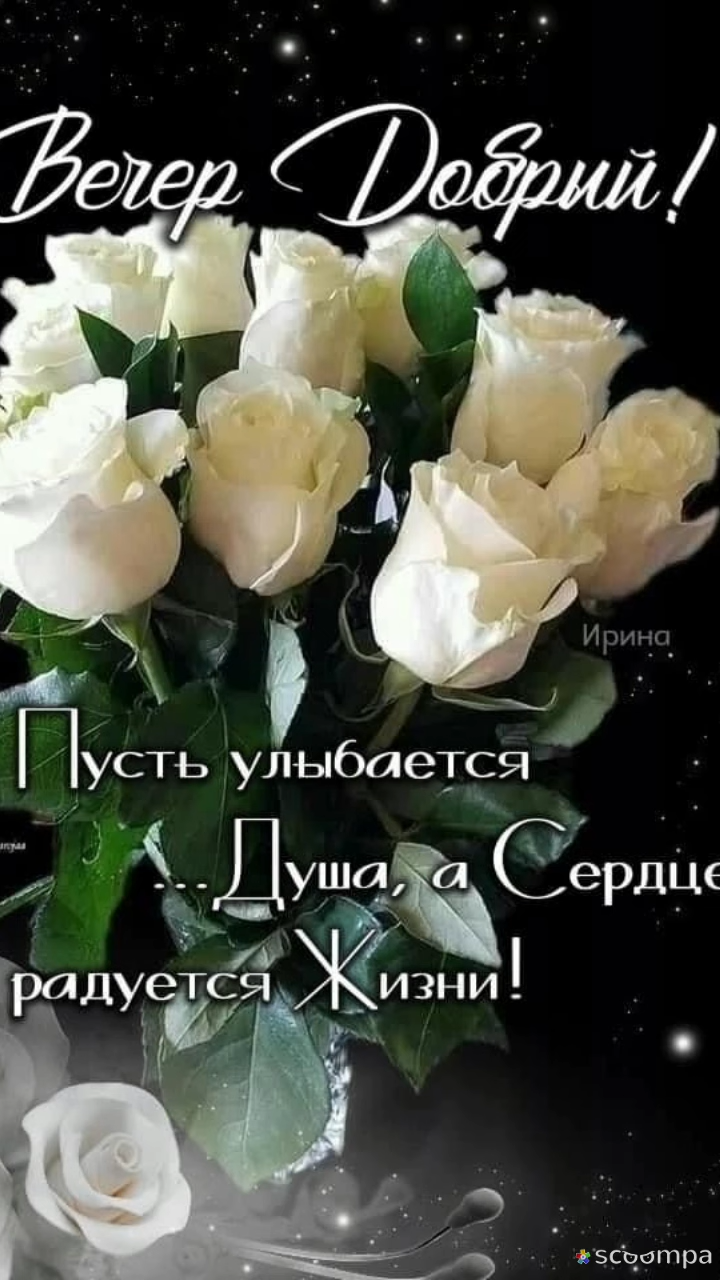 Вечер Добрий!
Ирина
Пусть улыбается
...Душа, а Сердце
радуется Жизни!
scoompa